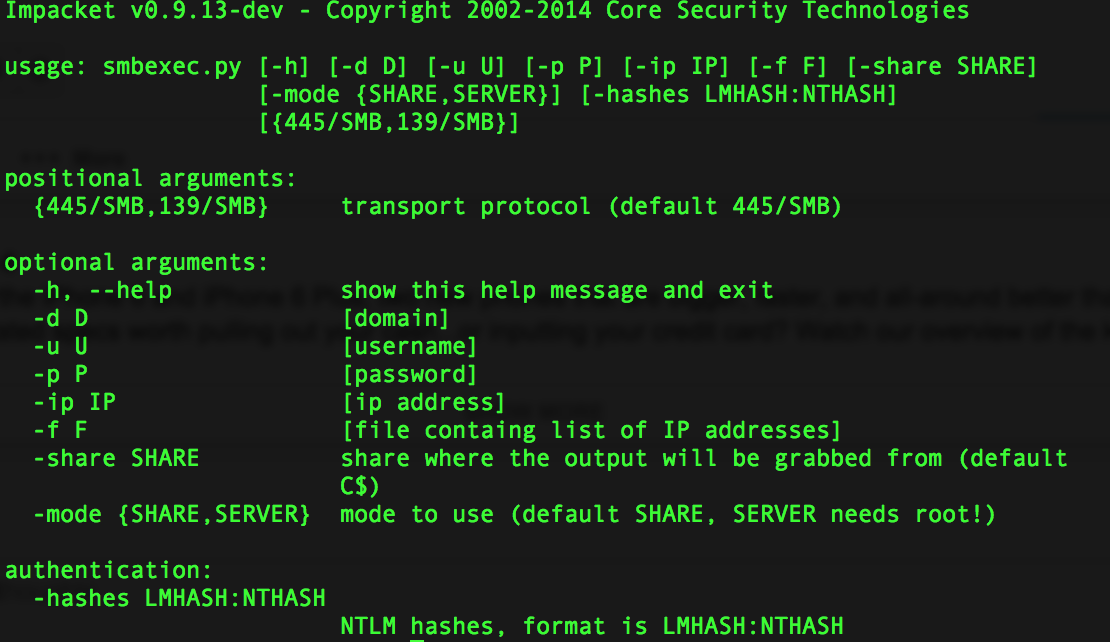 Impacket v0.9.13-dev - Copyright 2002-2014 Core Security Technologies
usage: smbexec.py [-h] [-d D] [-u U] [-p P] [-ip IP] [-f F] [-share SHARE]
[-mode {SHARE,SERVER}] [-hashes LMHASH:NTHASH]
[{445/SMB,139/SMB}]
positional arguments:
{445/SMB,139/SMB} transport protocol (default 445/SMB)
optional arguments:
-h, --help show this help message and exit
-d D [domain]
-u U [username]
-p P [password]
-ip IP [ip address]
-f F [file containg list of IP addresses]
-share SHARE share where the output will be grabbed from (default
C$)
-mode {SHARE,SERVER} mode to use (default SHARE, SERVER needs root!)
authentication:
-hashes LMHASH:NTHASH
NTLM hashes, format is LMHASH:NTHASH